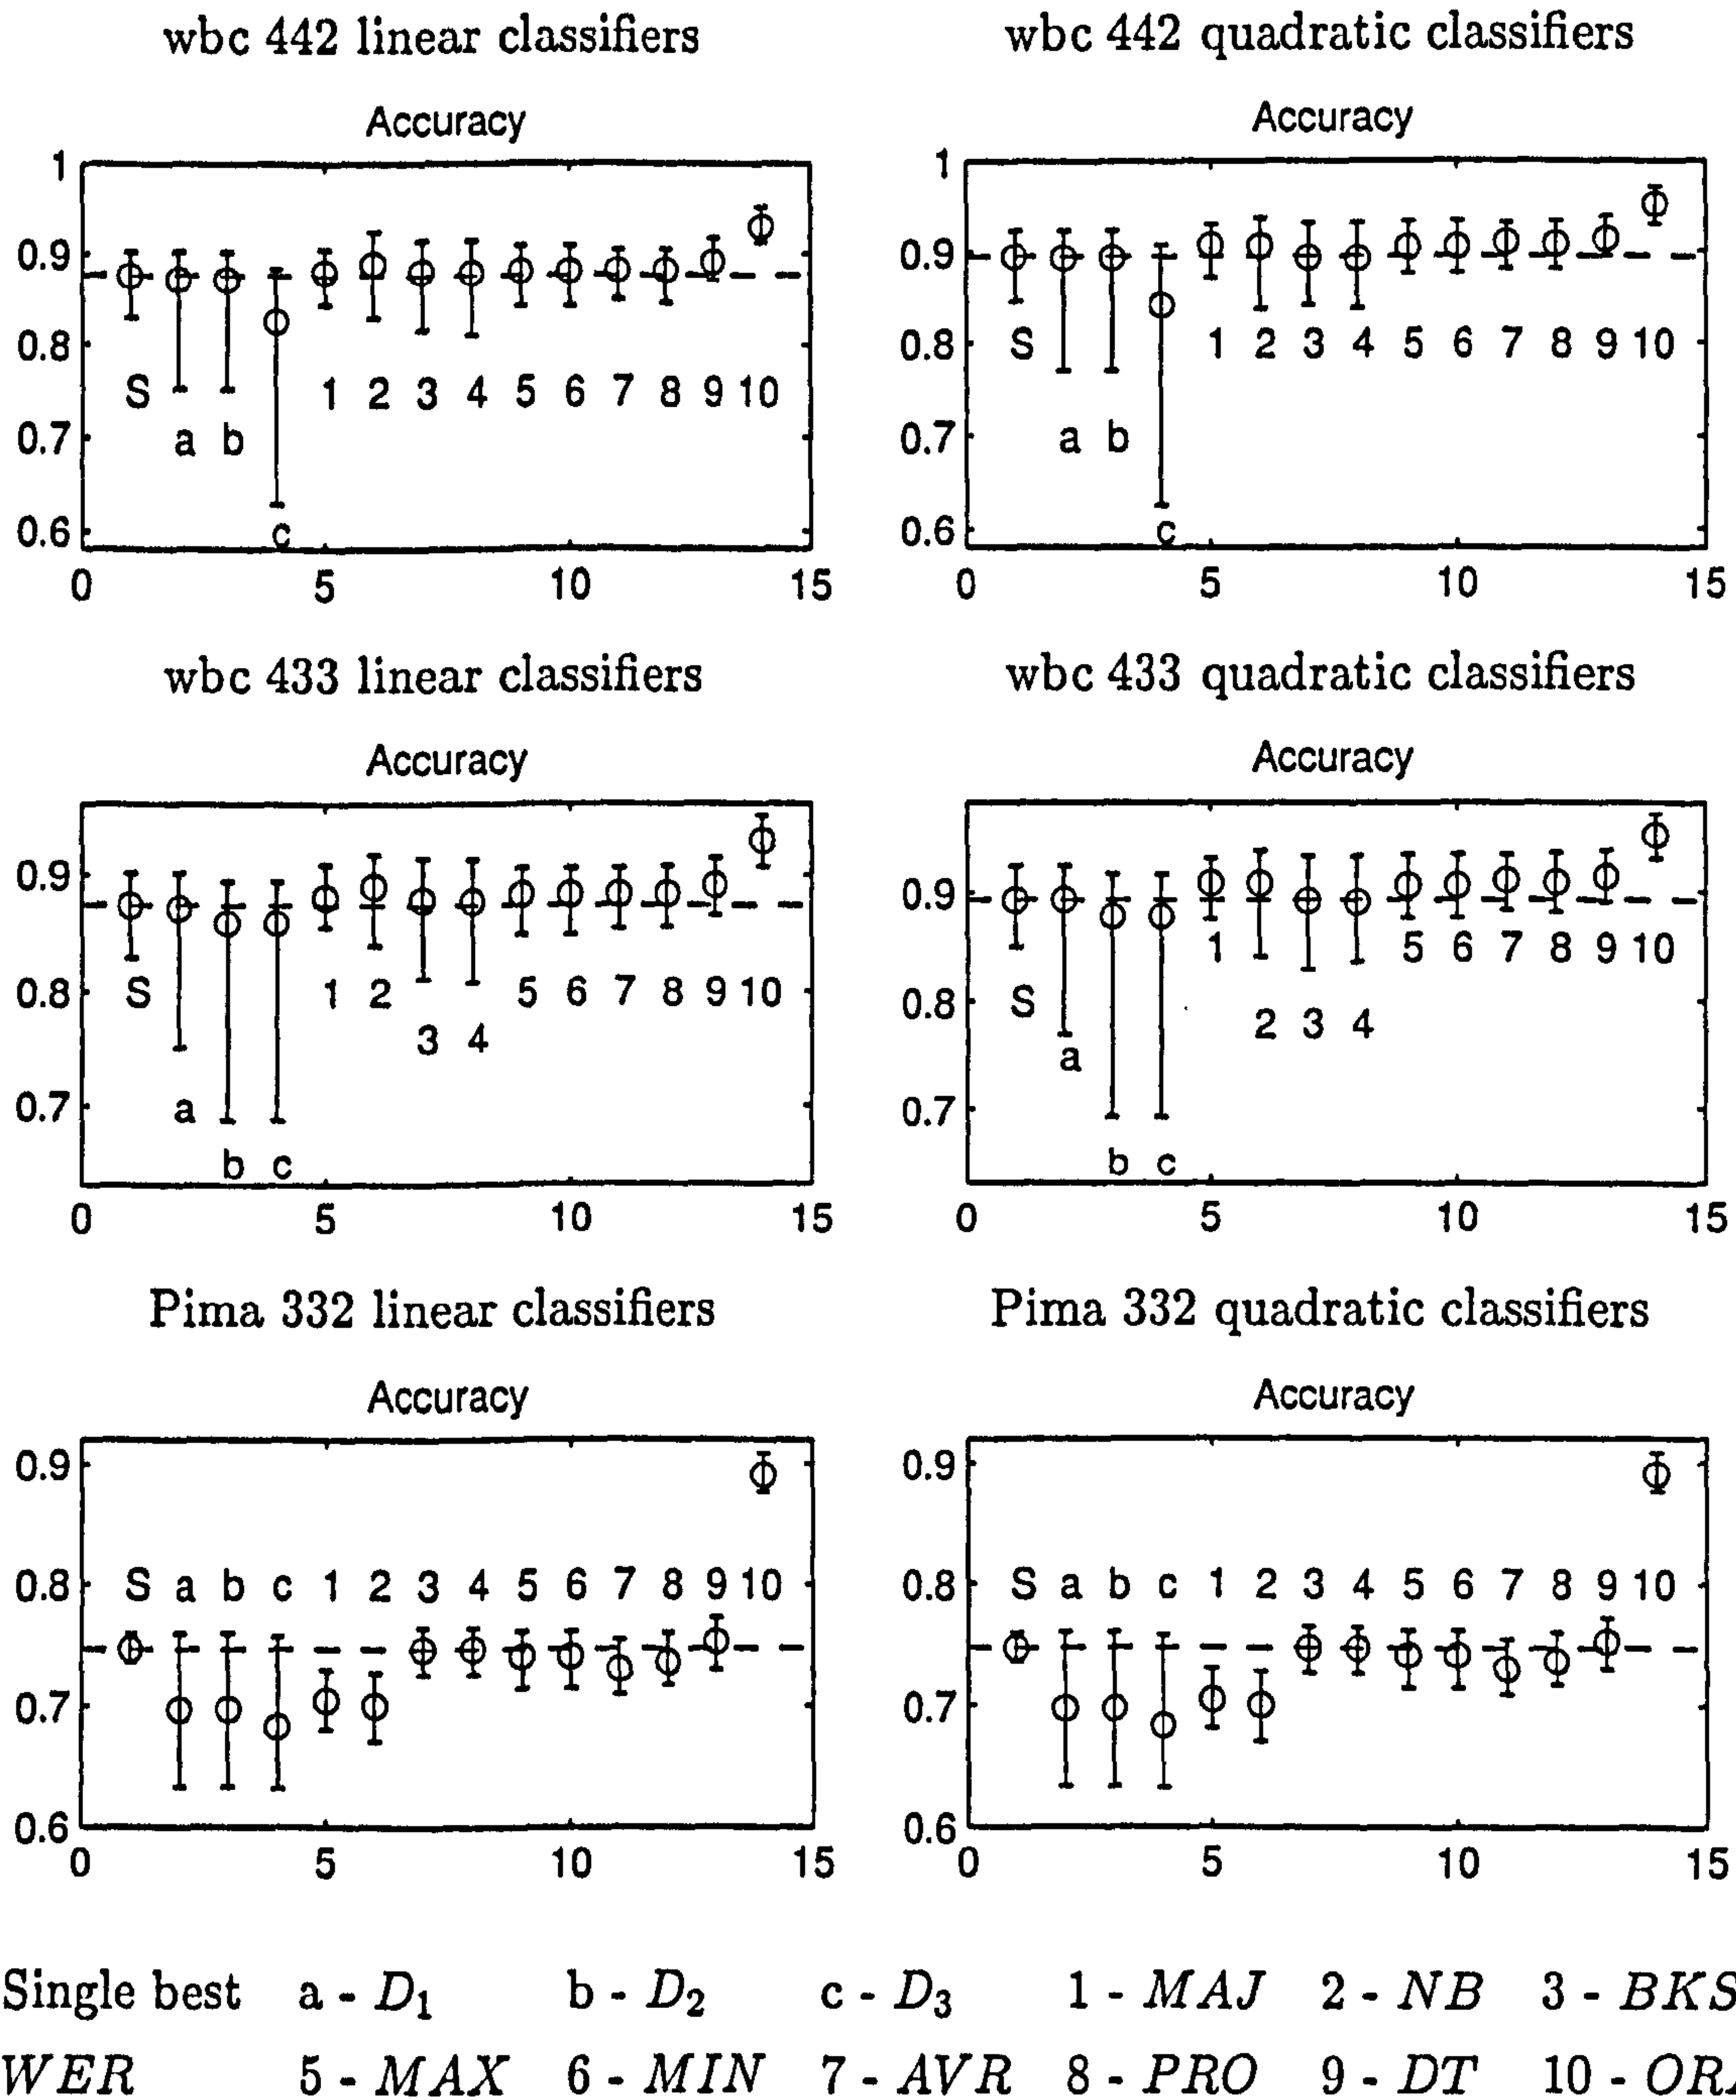 wbc 442 linear classifiers
wbc 442 quadratic classifiers
Accuracy
Accuracy
1
0.9
0.8
0.7
0.6
S
a
b
c
1 2 3 4 5 6 7 8 9 10
0 5 10 15
1
0.9
0.8
0.7
0.6
S
a
b
c
1 2 3 4 5 6 7 8 9 10
0 5 10 15
wbc 433 linear classifiers
wbc 433 quadratic classifiers
Accuracy
Accuracy
0.9
0.8
0.7
S
a
b c
1 2
3 4
5 6 7 8 9 10
0 5 10 15
0.9
0.8
0.7
S
a
b c
1
2 3 4
5 6 7 8 9 10
0 5 10 15
Pima 332 linear classifiers
Pima 332 quadratic classifiers
Accuracy
Accuracy
0.9
0.8
0.7
0.6
S a b c 1 2 3 4 5 6 7 8 9 10
0 5 10 15
0.9
0.8
0.7
0.6
S a b c 1 2 3 4 5 6 7 8 9 10
0 5 10 15
Single best a - D₁ b - D₂ c - D₃ 1 - MAJ 2 - NB 3 - BKS
WER 5 - MAX 6 - MIN 7 - AVR 8 - PRO 9 - DT 10 -